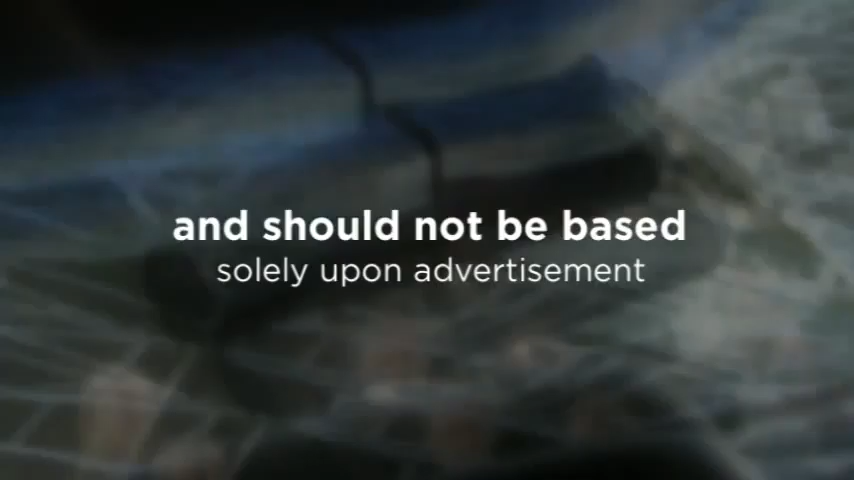 and should not be based
solely upon advertisement